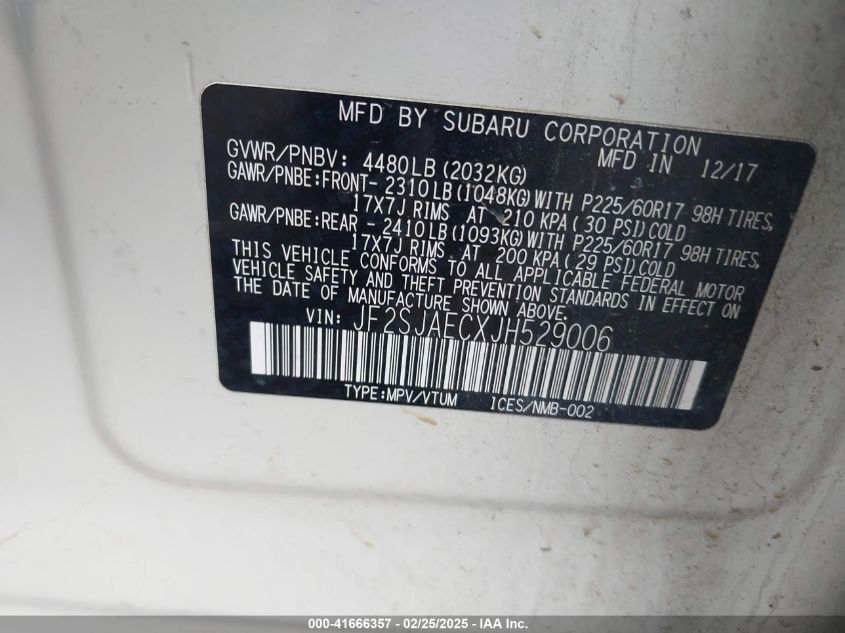 MFD BY SUBARU CORPORATION
MFD IN 12/17
GVWR/PNBV: 4480LB (2032KG)
GAWR/PNBE:FRONT- 2310LB (1048KG) WITH P225/60R17 98H TIRES,
17X7J RIMS AT 210 KPA ( 30 PSI) COLD
GAWR/PNBE:REAR - 2410LB (1093KG) WITH P225/60R17 98H TIRES,
17X7J RIMS AT 200 KPA ( 29 PSI) COLD
THIS VEHICLE CONFORMS TO ALL APPLICABLE FEDERAL MOTOR
VEHICLE SAFETY AND THEFT PREVENTION STANDARDS IN EFFECT ON
THE DATE OF MANUFACTURE SHOWN ABOVE.
VIN: JF2SJAECXJH529006
TYPE:MPV/VTUM ICES/NMB-002
000-41666357 - 02/25/2025 - IAA Holdings, LLC.